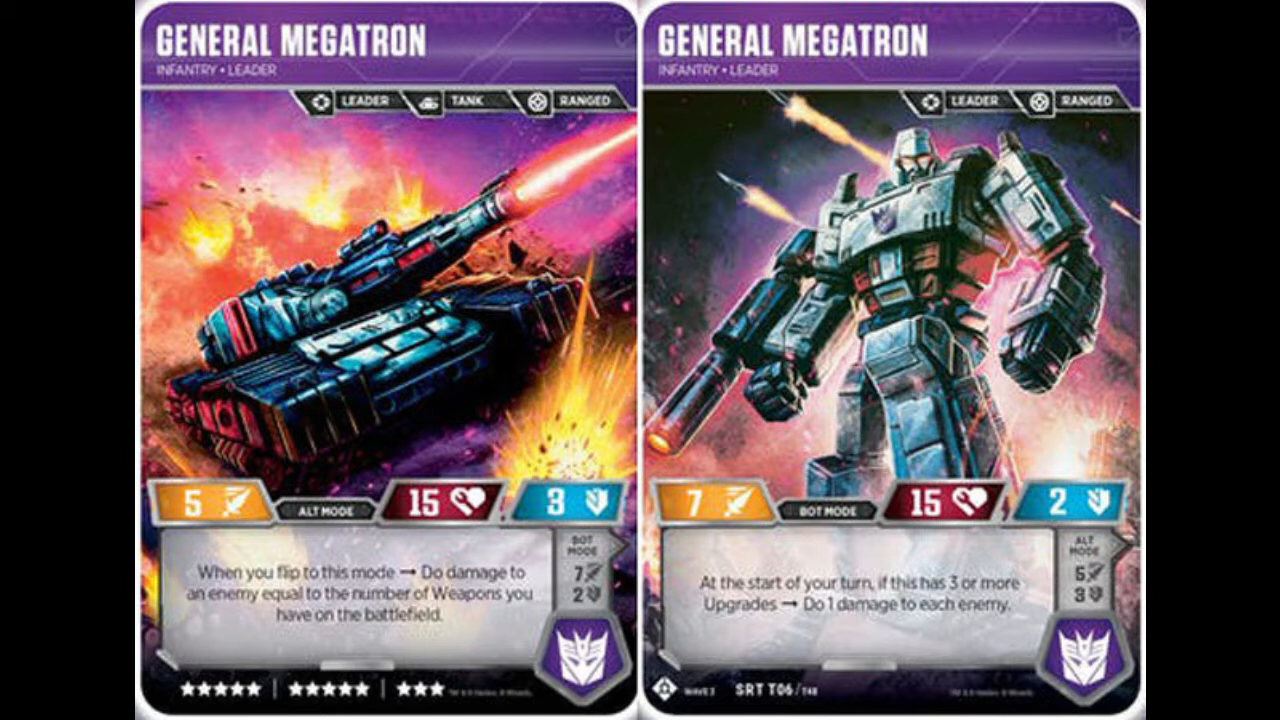 GENERAL MEGATRON
INFANTRY • LEADER
LEADER TANK RANGED
5 ALT MODE 15 3
BOT
MODE
7
2
When you flip to this mode → Do damage to
an enemy equal to the number of Weapons you
have on the battlefield.
GENERAL MEGATRON
INFANTRY • LEADER
LEADER RANGED
7 BOT MODE 15 2
ALT
MODE
5
3
At the start of your turn, if this has 3 or more
Upgrades → Do 1 damage to each enemy.
SRT T06/T48